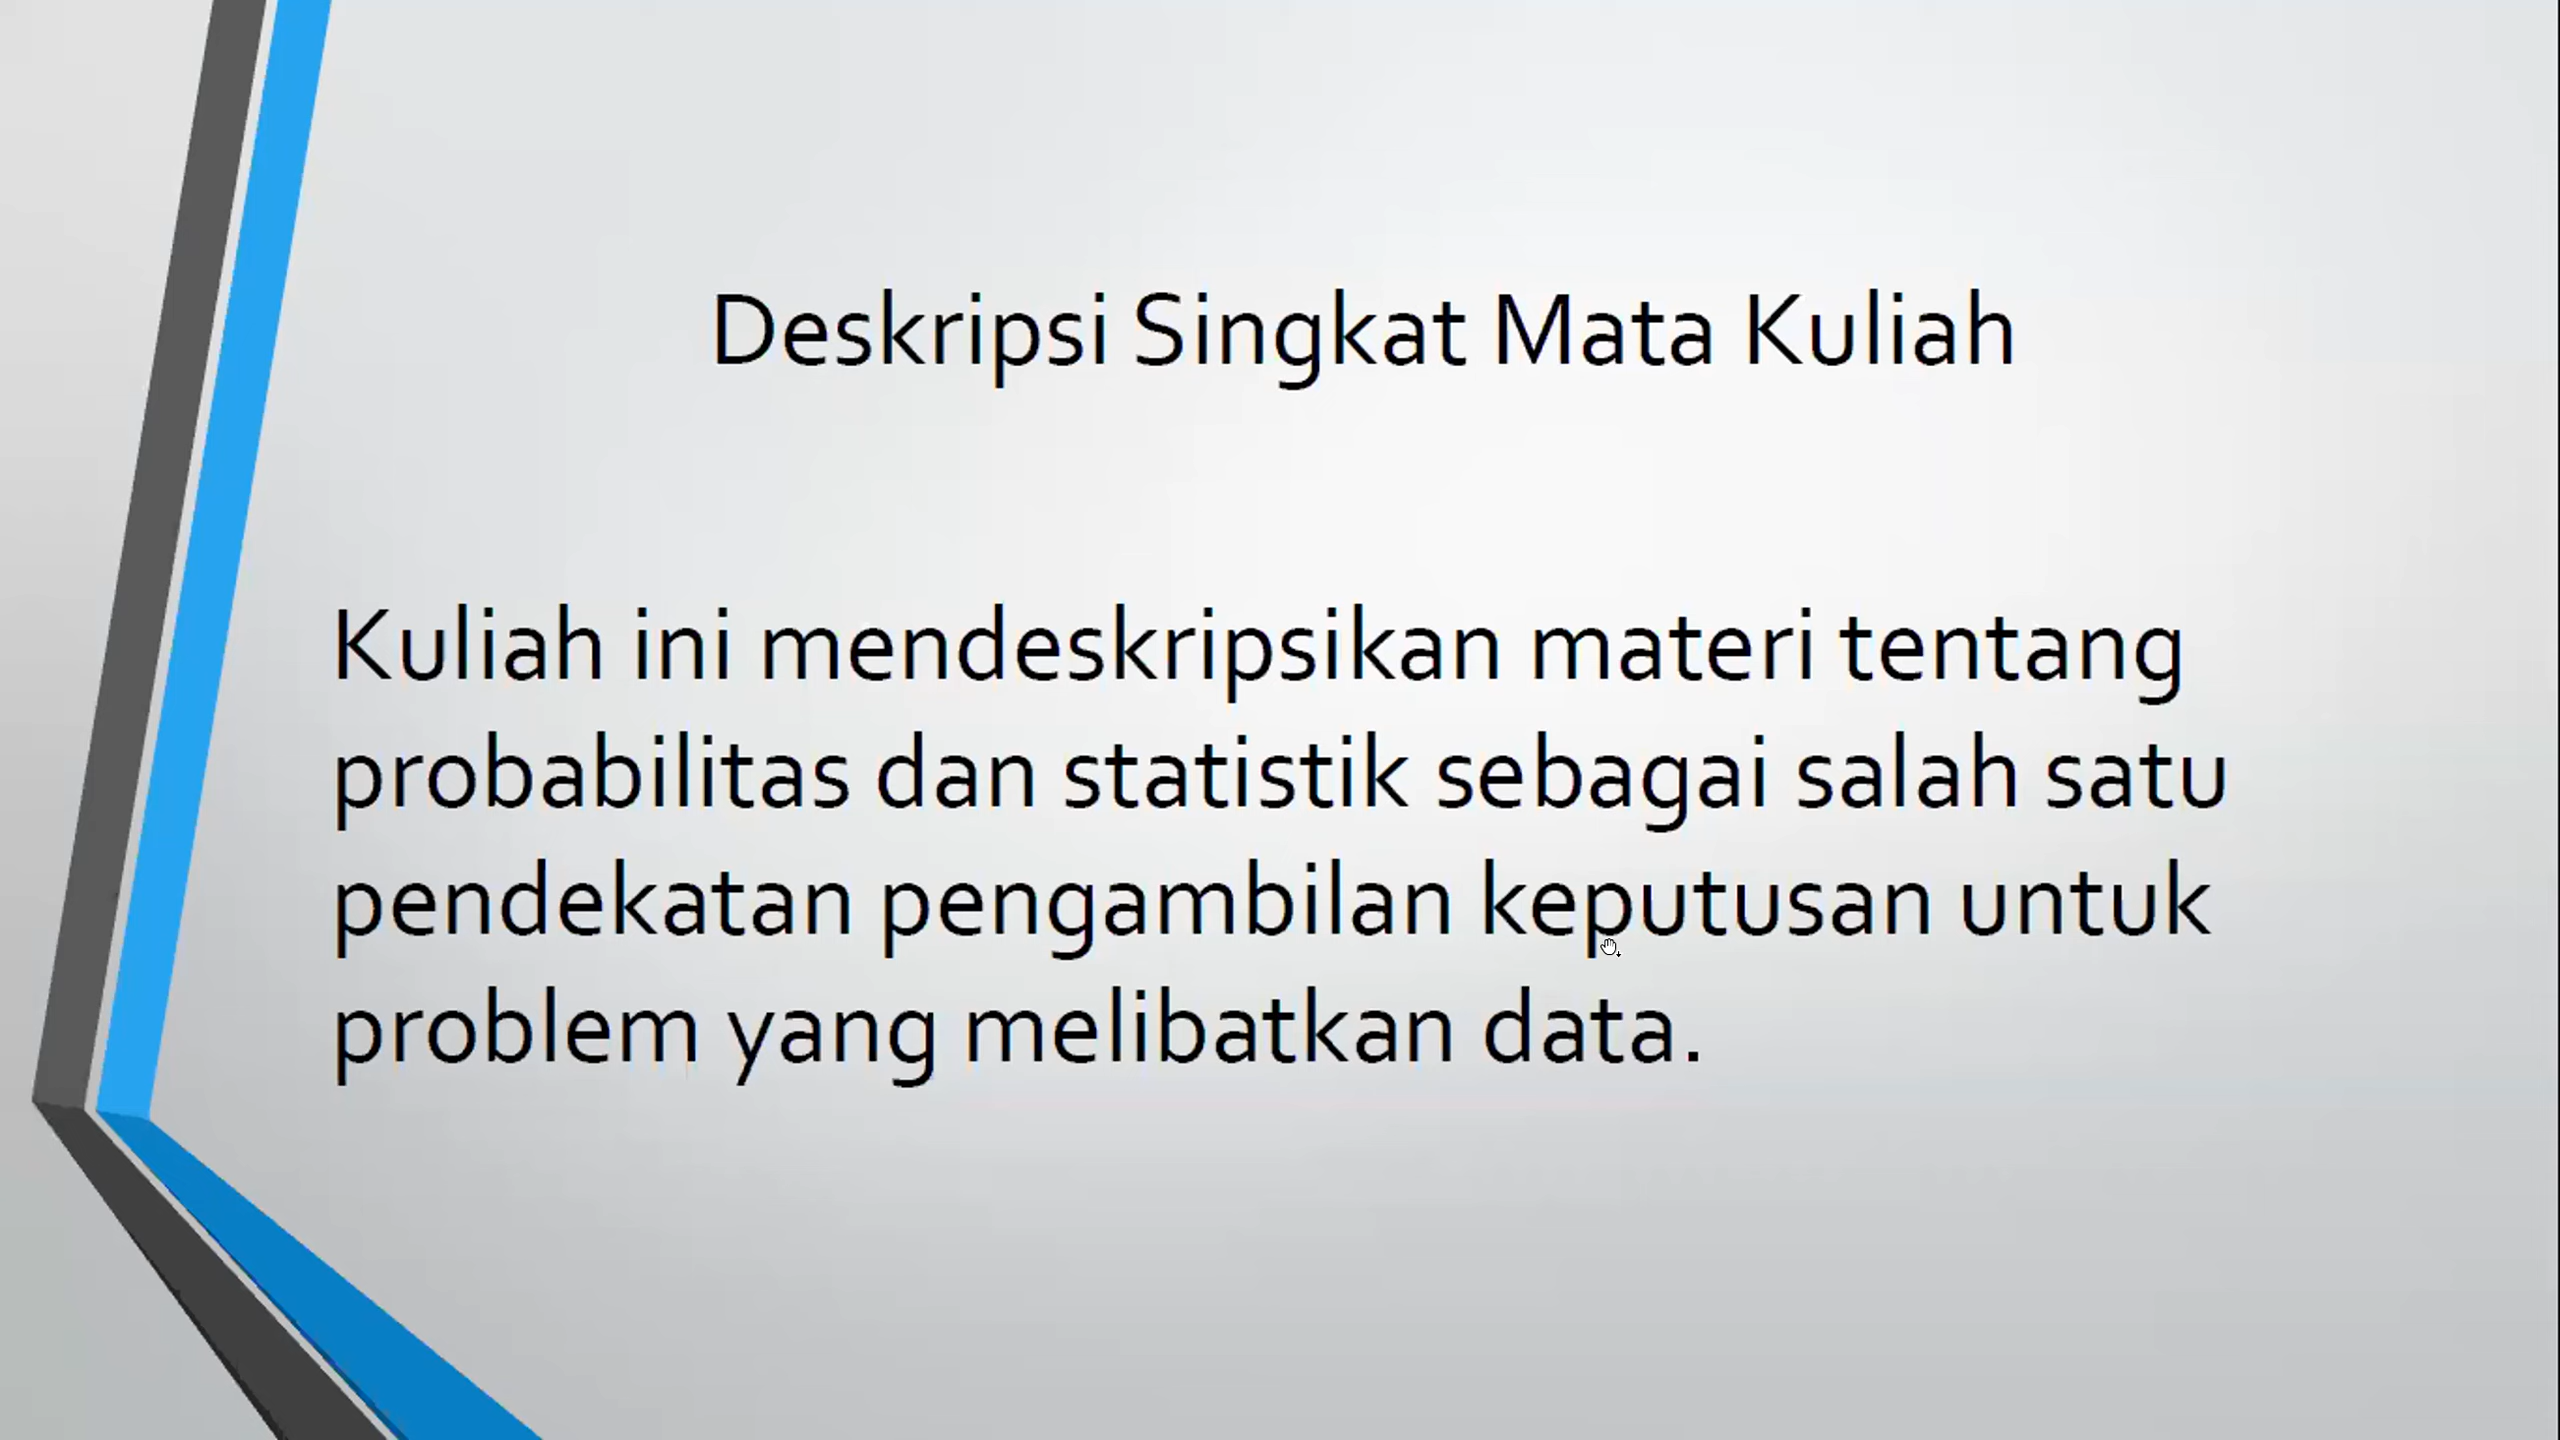 Deskripsi Singkat Mata Kuliah
Kuliah ini mendeskripsikan materi tentang
probabilitas dan statistik sebagai salah satu
pendekatan pengambilan keputusan untuk
problem yang melibatkan data.